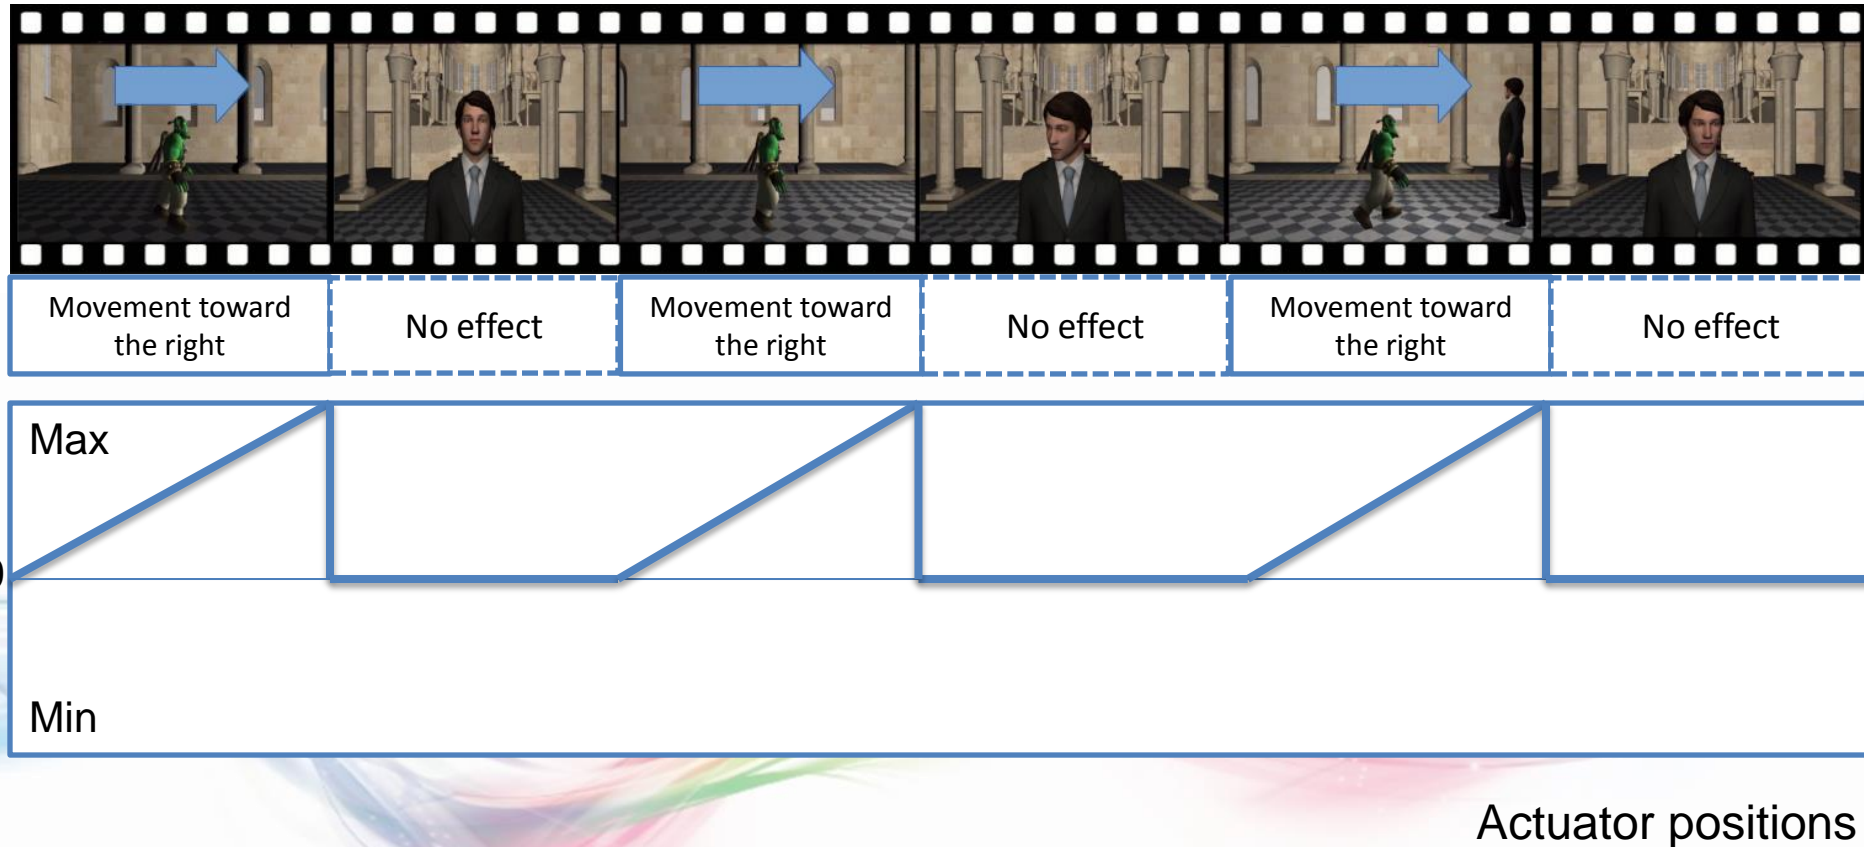 Movement toward
the right
No effect
Movement toward
the right
No effect
Movement toward
the right
No effect
Max
0
Min
Actuator positions